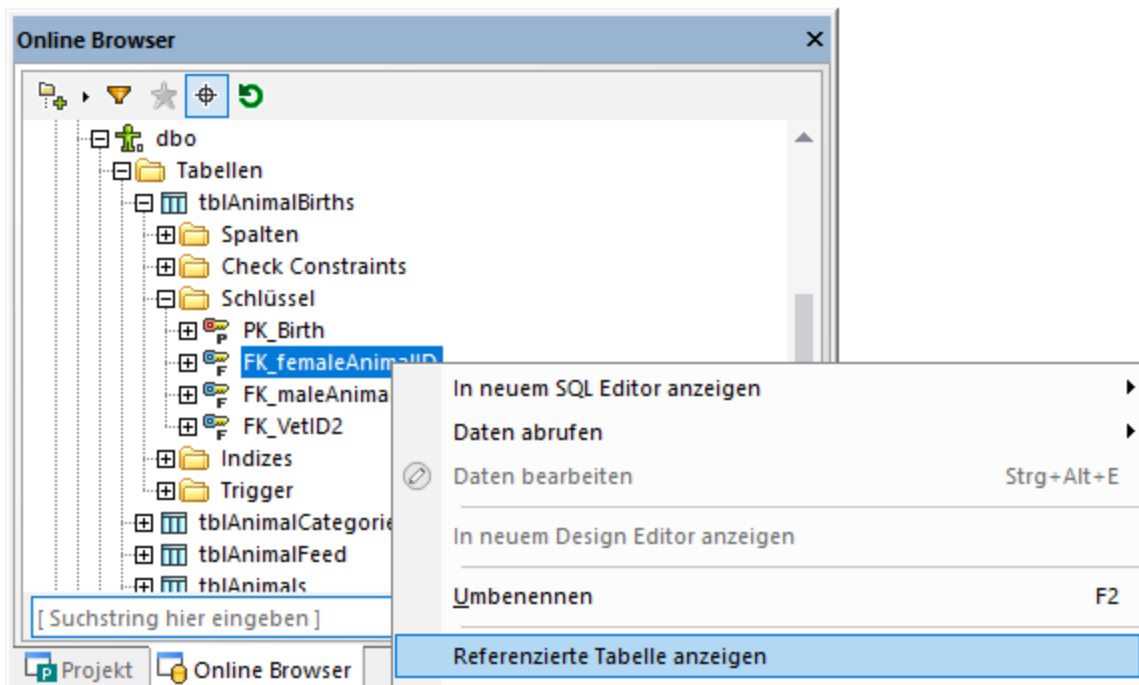 Online Browser
dbo
Tabellen
tblAnimalBirths
Spalten
Check Constraints
Schlüssel
PK_Birth
FK_femaleAnimalID
FK_maleAnima
FK_VetID2
Indizes
Trigger
tblAnimalCategorie
tblAnimalFeed
tblAnimals
[ Suchstring hier eingeben ]
Projekt
Online Browser
In neuem SQL Editor anzeigen
Daten abrufen
Daten bearbeiten Strg+Alt+E
In neuem Design Editor anzeigen
Umbenennen F2
Referenzierte Tabelle anzeigen